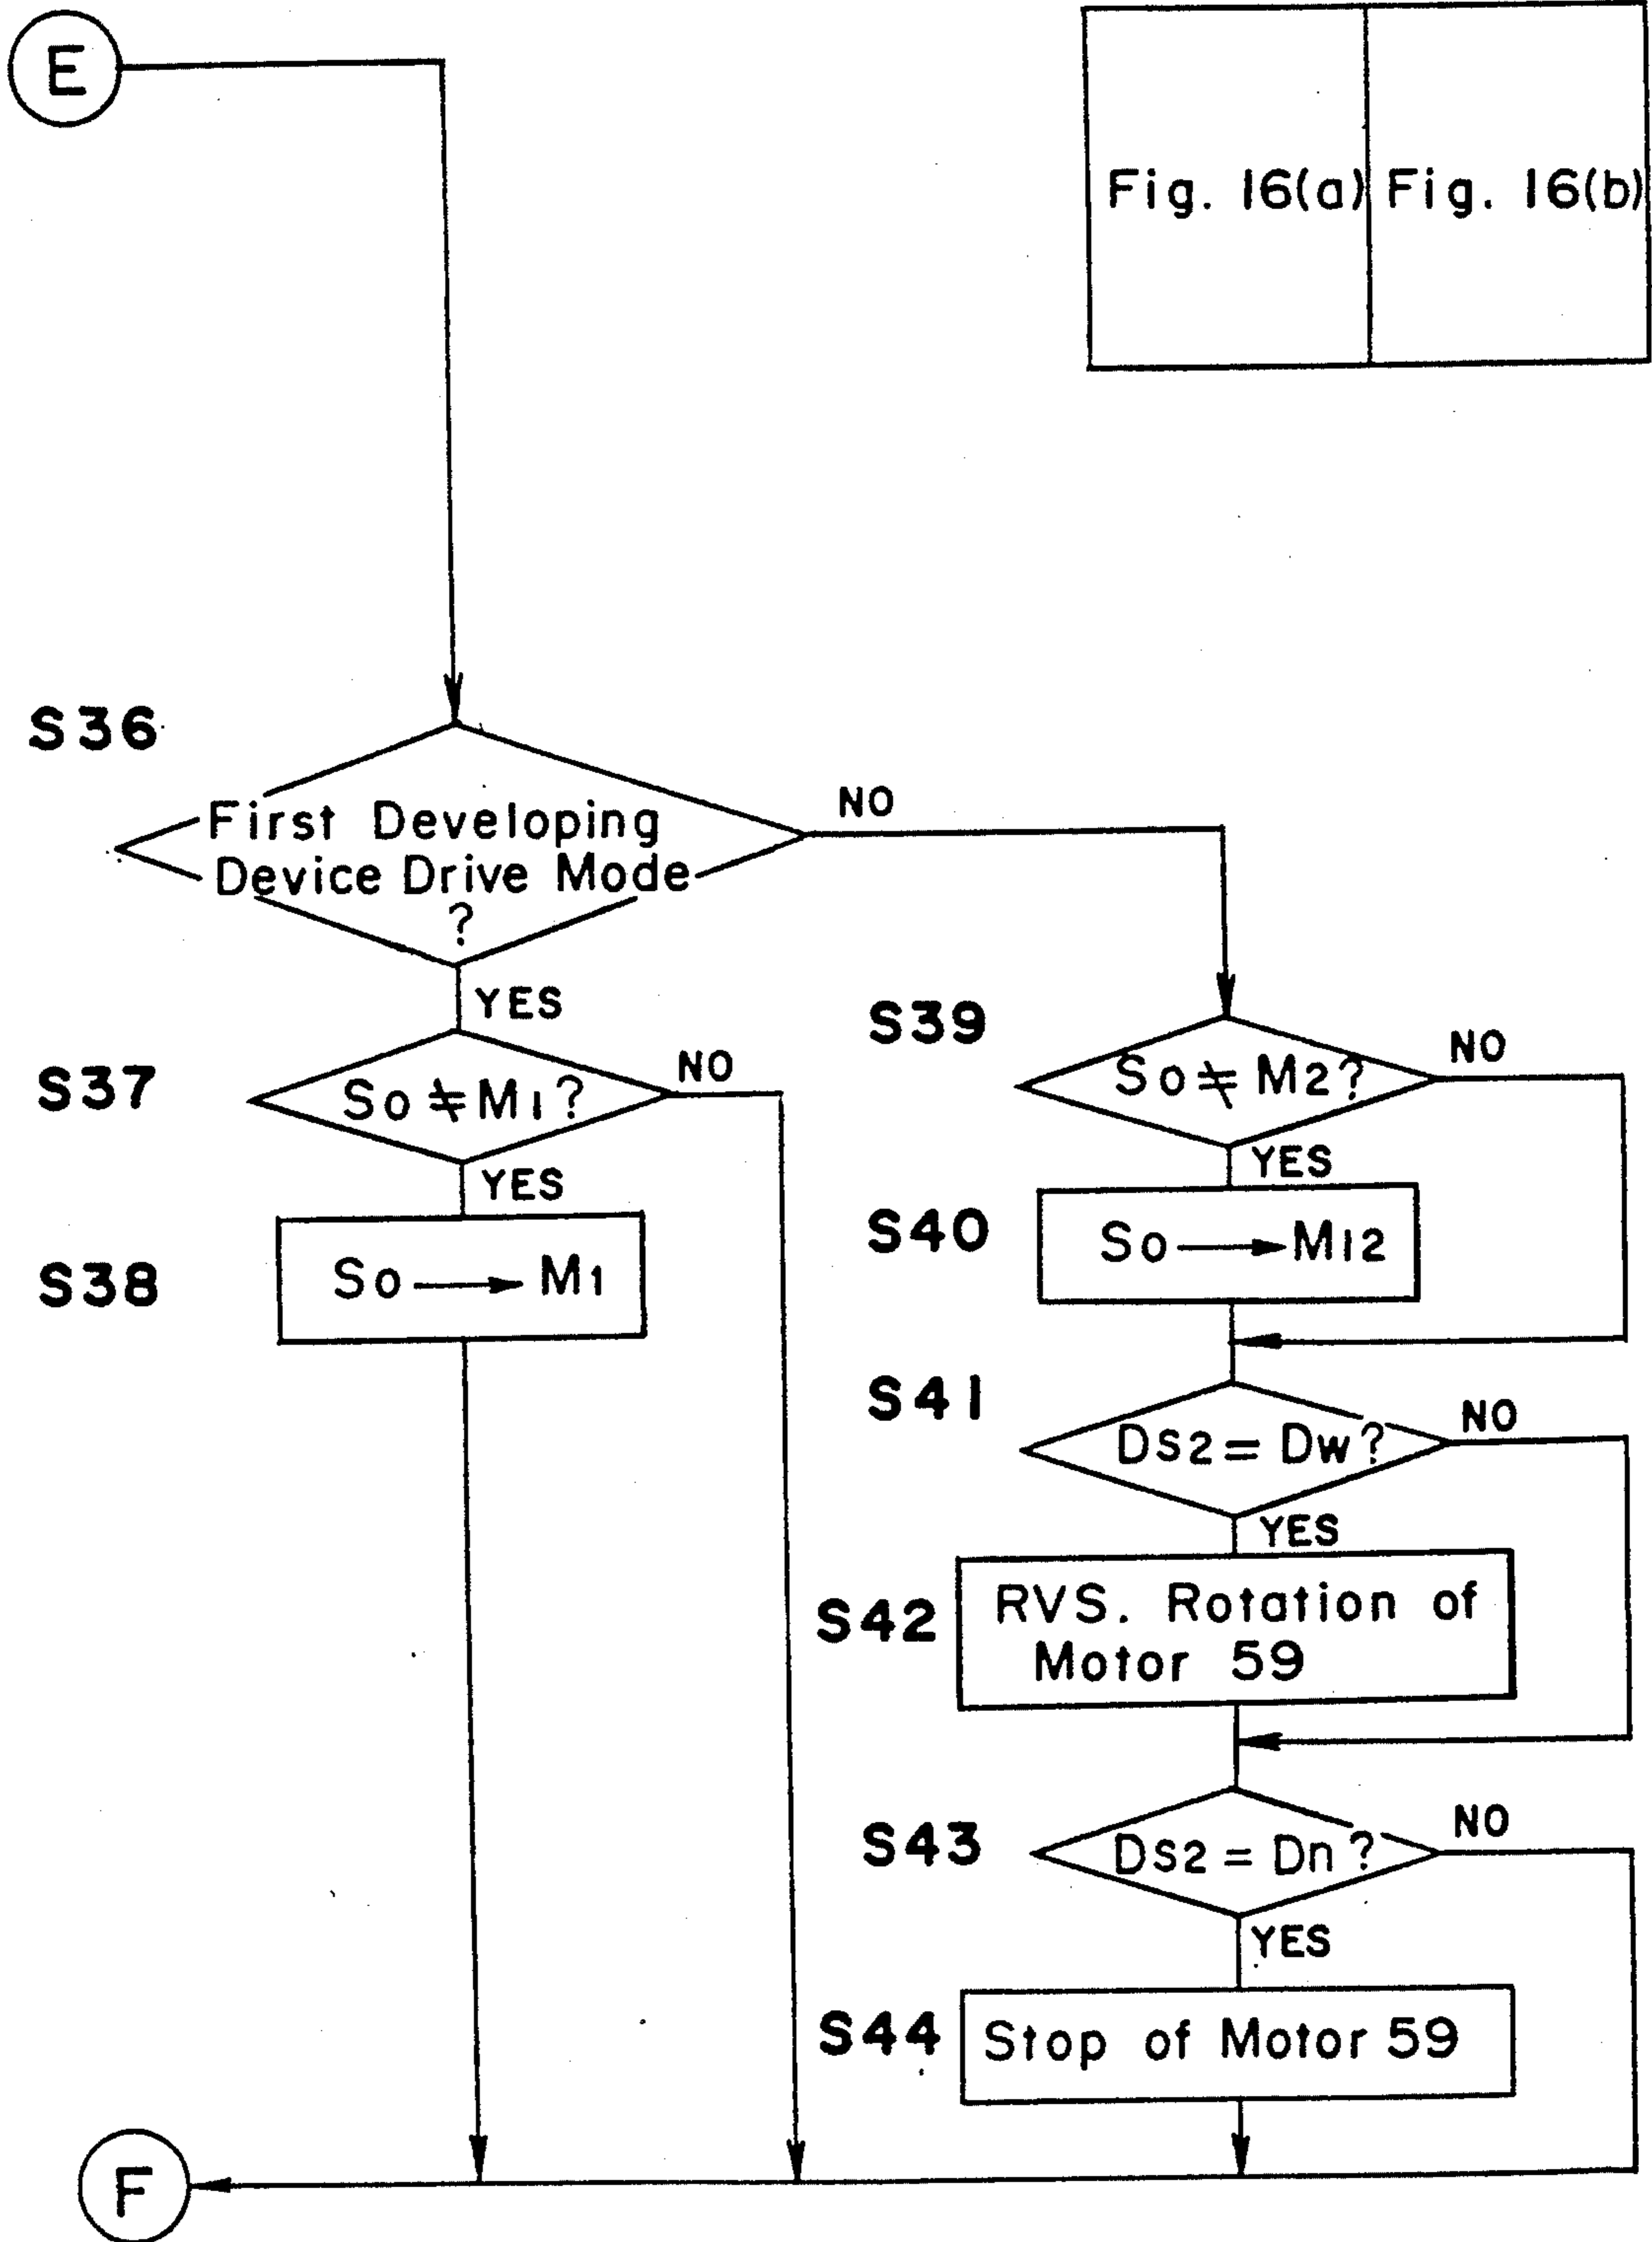 E
Fig. 16(a) Fig. 16(b)
S36
First Developing
Device Drive Mode
?
NO
YES
S37
So ≠ M1?
NO
YES
S38
So → M1
S39
So ≠ M2?
NO
YES
S40
So → M12
S41
Ds2 = Dw?
NO
YES
S42
RVS. Rotation of
Motor 59
S43
Ds2 = Dn?
NO
YES
S44
Stop of Motor 59
F